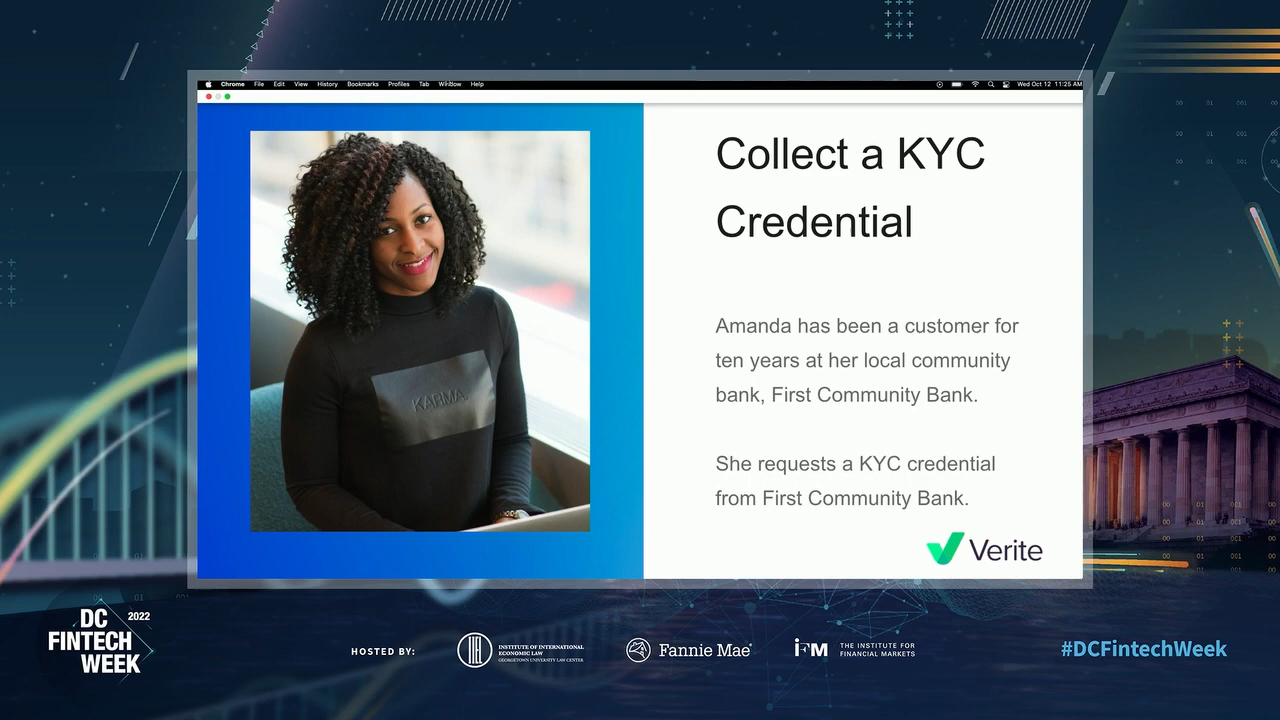 Chrome File Edit View History Bookmarks Profiles Tab Window Help
Wed Oct 12 11:25 AM
Collect a KYC
Credential
KARMA
Amanda has been a customer for
ten years at her local community
bank, First Community Bank.
She requests a KYC credential
from First Community Bank.
Verite
DC
2022
FINTECH
WEEK
HOSTED BY:
INSTITUTE OF INTERNATIONAL
ECONOMIC LAW
GEORGETOWN UNIVERSITY LAW CENTER
Fannie Mae
IFM
THE INSTITUTE FOR
FINANCIAL MARKETS
#DCFintechWeek